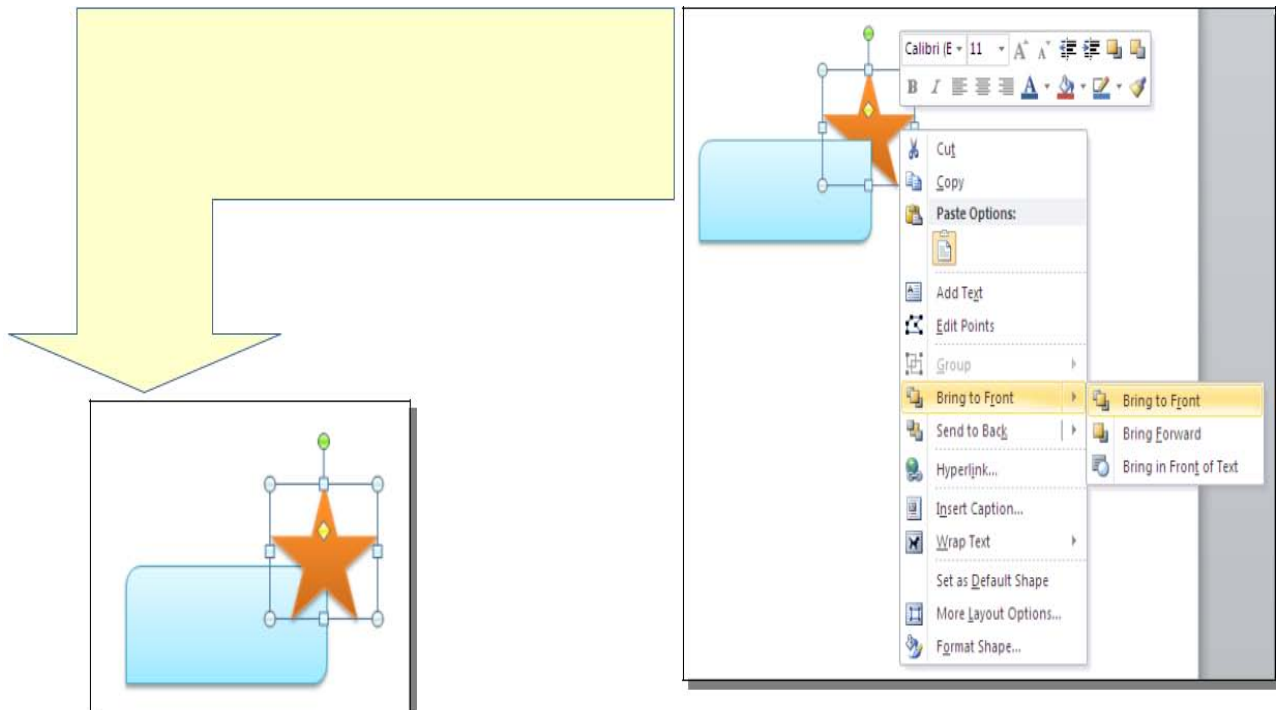 Calibri (E 11
B I A
Cut
Copy
Paste Options:
Add Text
Edit Points
Group
Bring to Front
Bring to Front
Send to Back
Bring Forward
Bring in Front of Text
Hyperlink...
Insert Caption...
Wrap Text
Set as Default Shape
More Layout Options...
Format Shape...